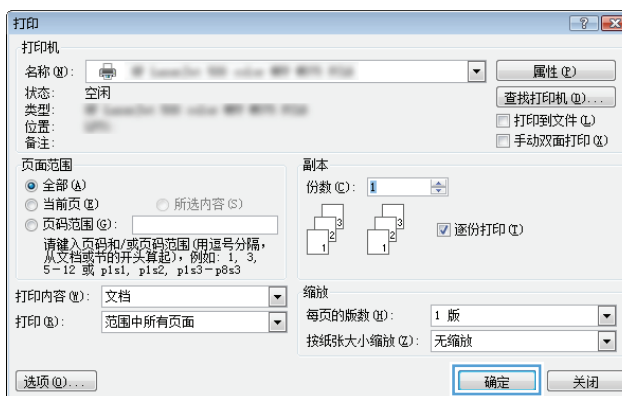 打印
打印机
名称(N):
属性(P)
状态: 空闲
查找打印机(D)...
类型:
位置:
打印到文件(L)
备注:
手动双面打印(X)
页面范围
全部(A)
当前页(E) 所选内容(S)
页码范围(G):
请键入页码和/或页码范围(用逗号分隔,
从文档或节的开头算起),例如: 1, 3,
5-12 或 p1s1, p1s2, p1s3-p8s3
副本
份数(C): 1
1 2 3
1 2 3
逐份打印(T)
打印内容(W): 文档
打印(R): 范围中所有页面
缩放
每页的版数(H): 1 版
按纸张大小缩放(Z): 无缩放
选项(O)...
确定
关闭